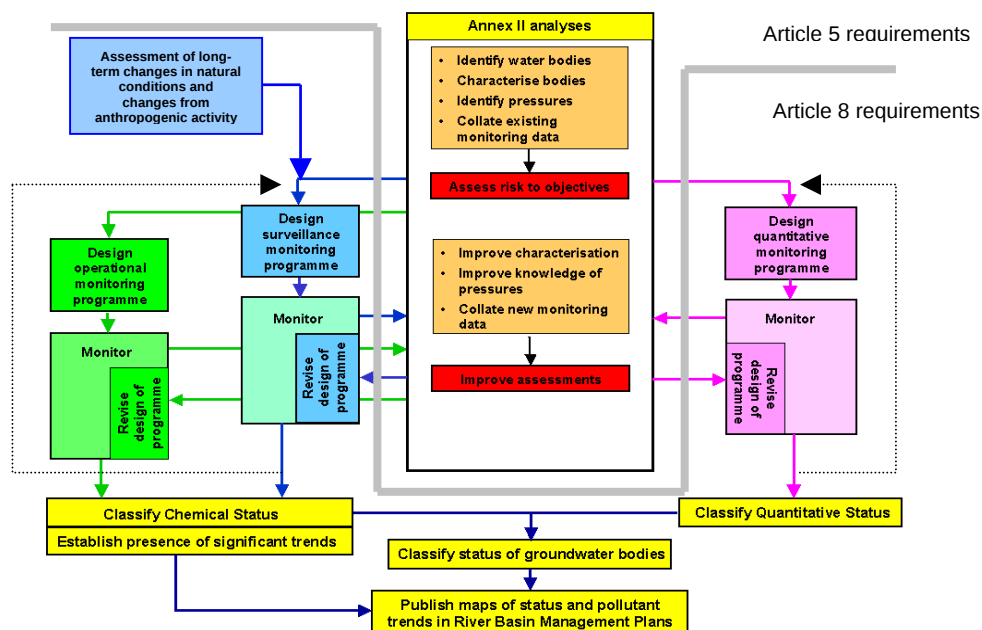 Annex II analyses
Article 5 requirements
Article 8 requirements
Assessment of long-
term changes in natural
conditions and
changes from
anthropogenic activity
• Identify water bodies
• Characterise bodies
• Identify pressures
• Collate existing
monitoring data
Assess risk to objectives
Design
surveillance
monitoring
programme
Design
quantitative
monitoring
programme
Design
operational
monitoring
programme
• Improve characterisation
• Improve knowledge of
pressures
• Collate new monitoring
data
Monitor
Monitor
Monitor
Revise
design of
programme
Revise
design of
programme
Revise
design of
programme
Improve assessments
Classify Chemical Status
Establish presence of significant trends
Classify Quantitative Status
Classify status of groundwater bodies
Publish maps of status and pollutant
trends in River Basin Management Plans